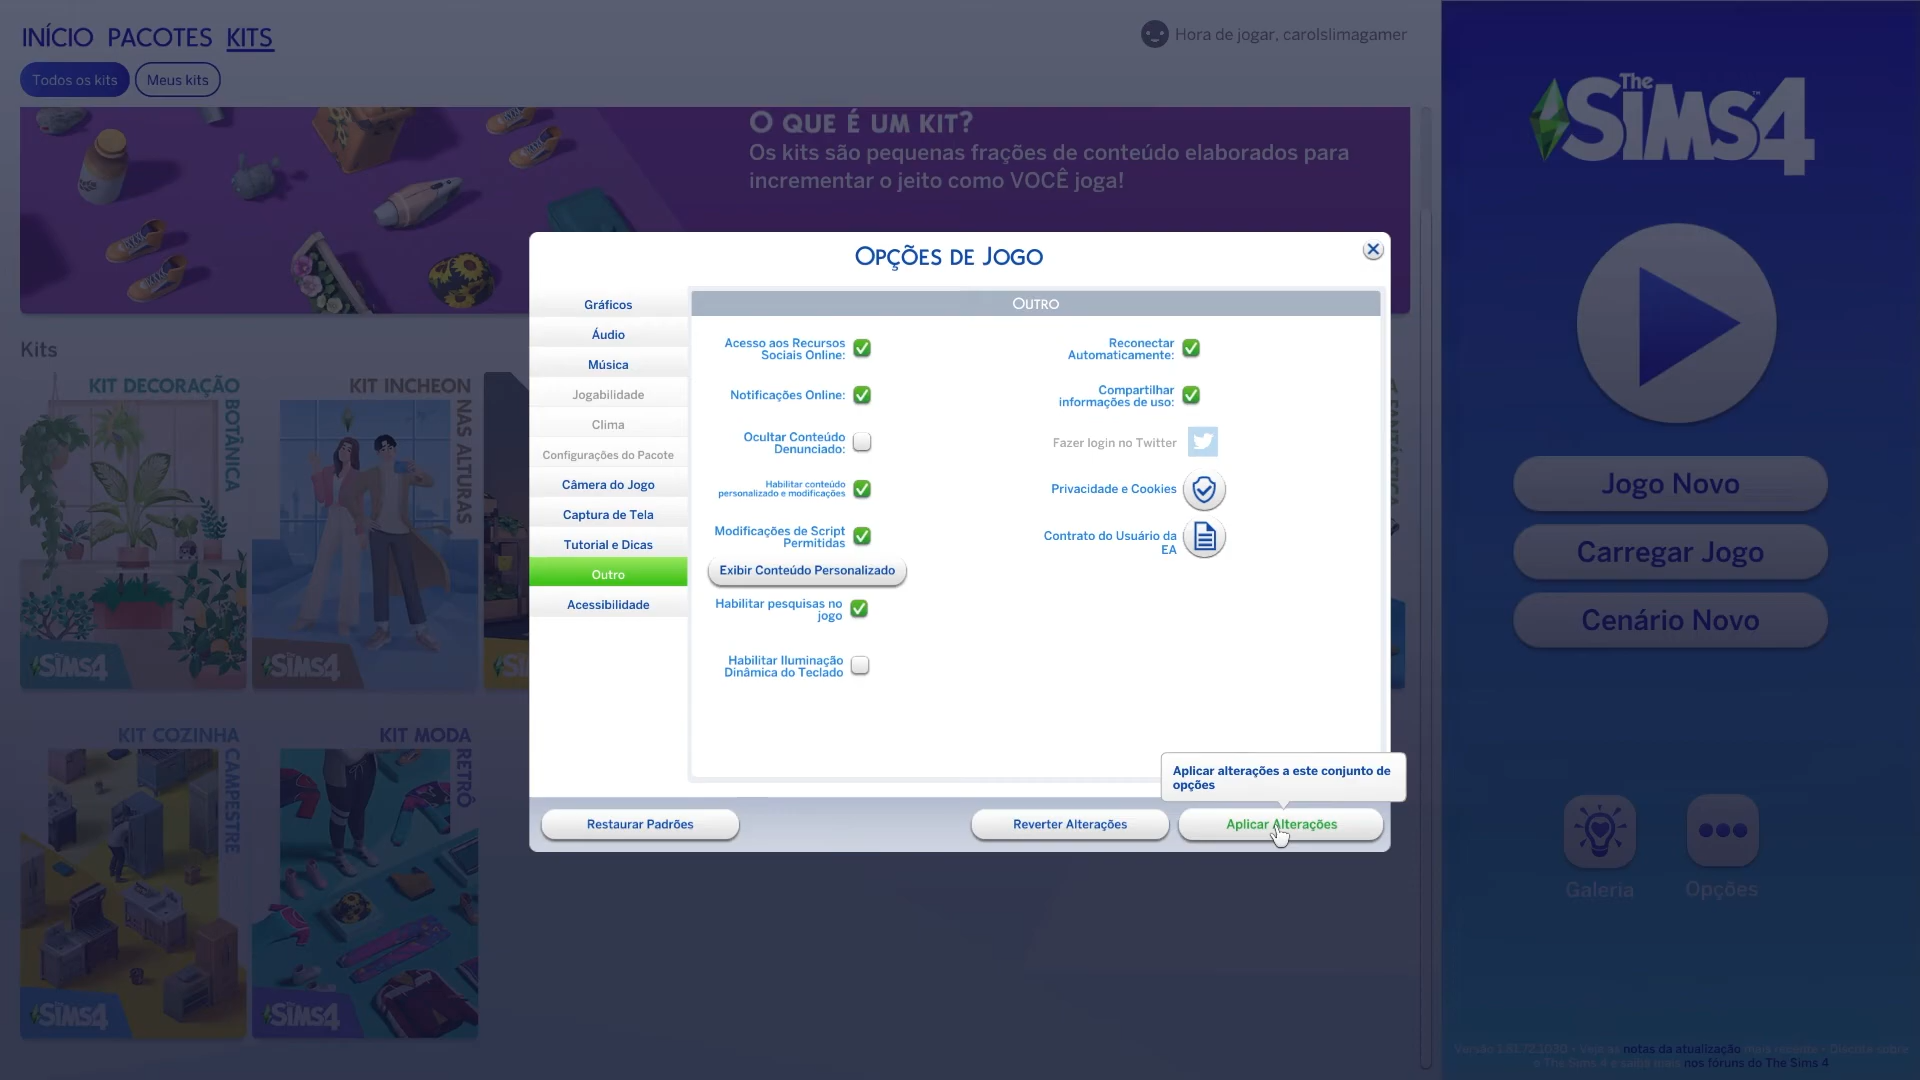 INÍCIO PACOTES KITS
Hora de jogar, carolslimagamer
Todos os kits
Meus kits
O QUE É UM KIT?
Os kits são pequenas frações de conteúdo elaborados para
incrementar o jeito como VOCÊ joga!
The SIMS 4
Kits
KIT DECORAÇÃO
BOTÂNICA
KIT INCHEON
NAS ALTURAS
SIMS4
SIMS4
KIT COZINHA
CAMPESTRE
KIT MODA
RETRÔ
SIMS4
SIMS4
OPÇÕES DE JOGO
Gráficos
Áudio
Música
Jogabilidade
Clima
Configurações do Pacote
Câmera do Jogo
Captura de Tela
Tutorial e Dicas
Outro
Acessibilidade
OUTRO
Acesso aos Recursos
Sociais Online:
Notificações Online:
Ocultar Conteúdo
Denunciado:
Habilitar conteúdo
personalizado e modificações
Modificações de Script
Permitidas
Exibir Conteúdo Personalizado
Habilitar pesquisas no
jogo
Habilitar Iluminação
Dinâmica do Teclado
Reconectar
Automaticamente:
Compartilhar
informações de uso:
Fazer login no Twitter
Privacidade e Cookies
Contrato do Usuário da
EA
Aplicar alterações a este conjunto de
opções
Restaurar Padrões
Reverter Alterações
Aplicar Alterações
Jogo Novo
Carregar Jogo
Cenário Novo
Galeria
Opções
notas da atualização
nos fóruns do The Sims 4